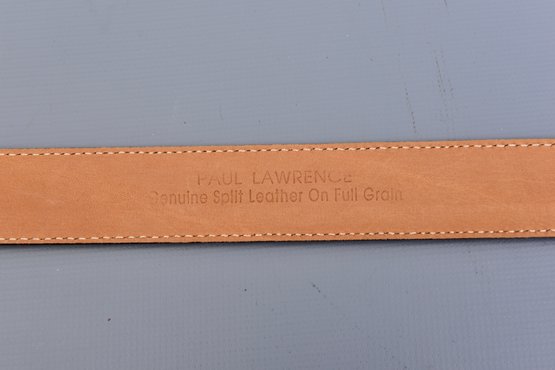 PAUL LAWRENCE
Genuine Split Leather On Full Grain